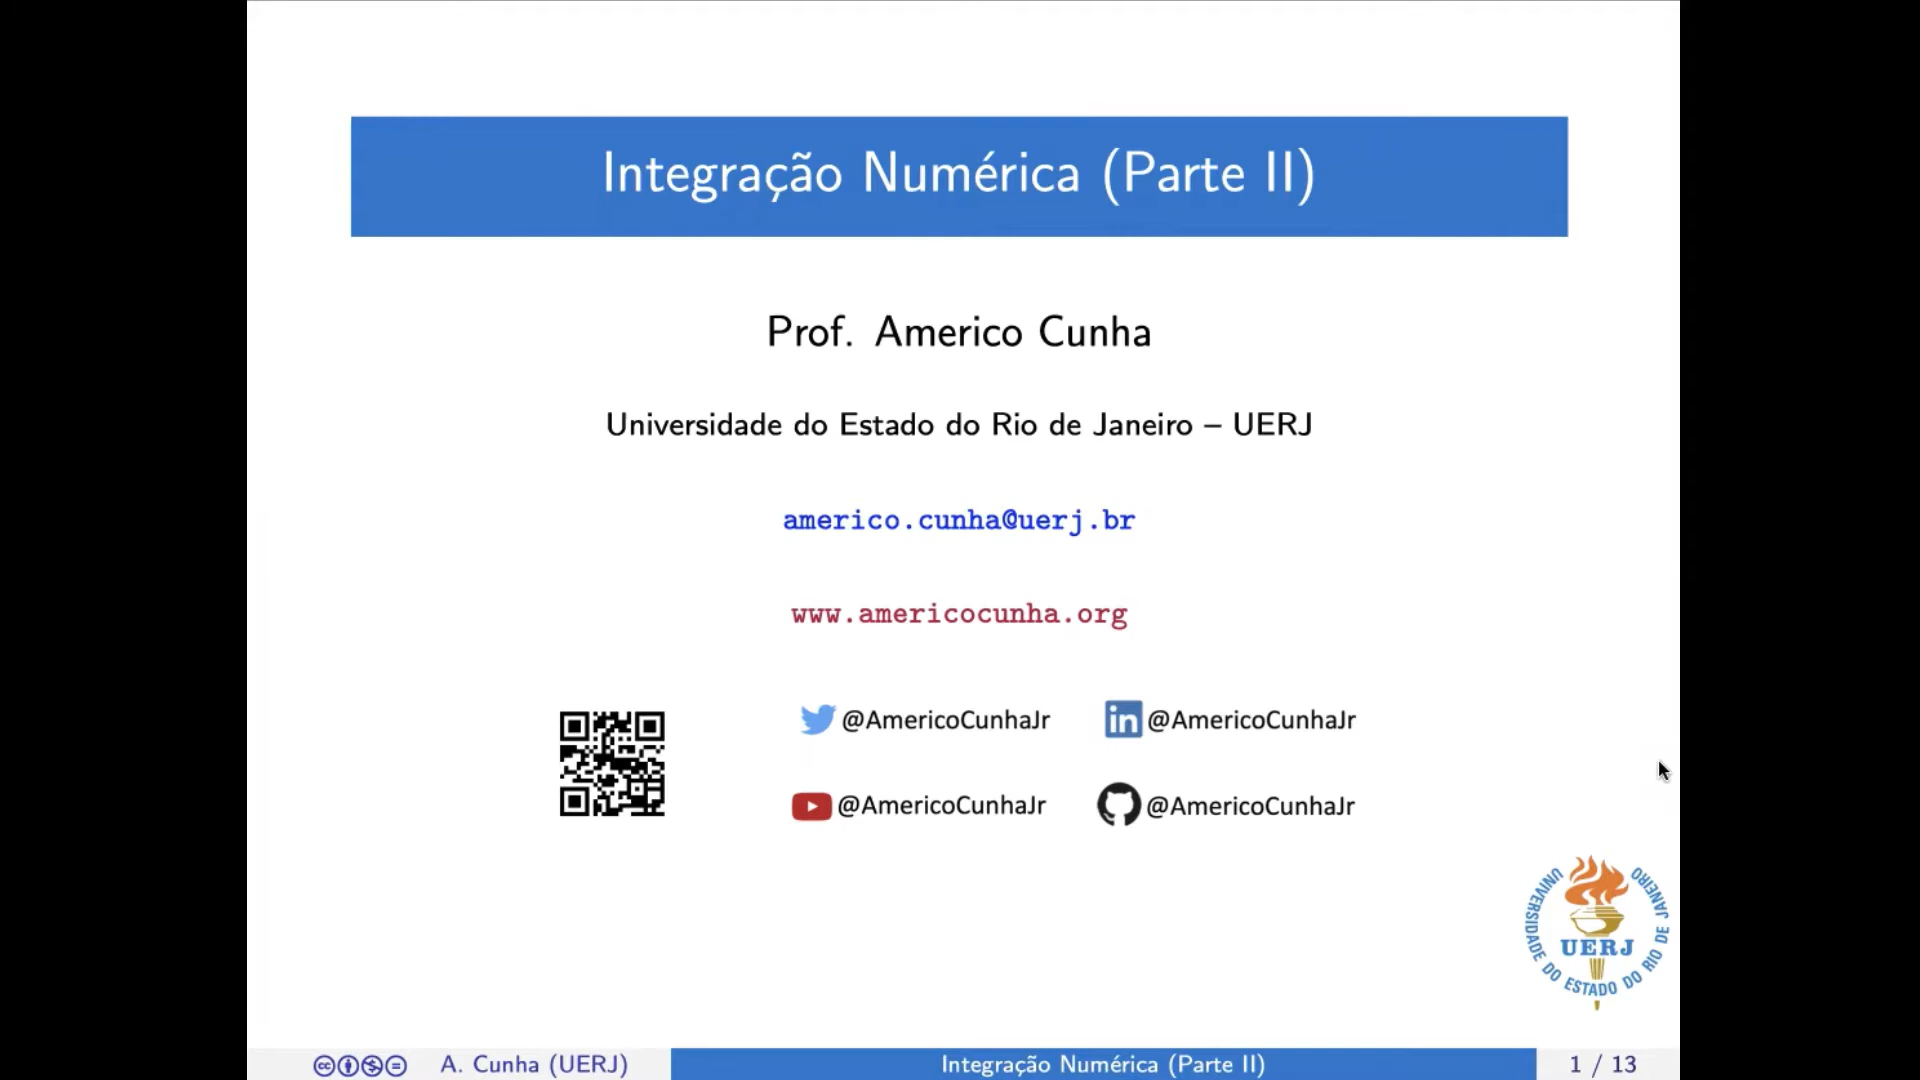 Integração Numérica (Parte II)
Prof. Americo Cunha
Universidade do Estado do Rio de Janeiro – UERJ
americo.cunha@uerj.br
www.americocunha.org
@AmericoCunhaJr
in @AmericoCunhaJr
@AmericoCunhaJr
@AmericoCunhaJr
UNIVERSIDADE DO ESTADO DO RIO DE JANEIRO
UERJ
cc A. Cunha (UERJ) Integração Numérica (Parte II) 1 / 13